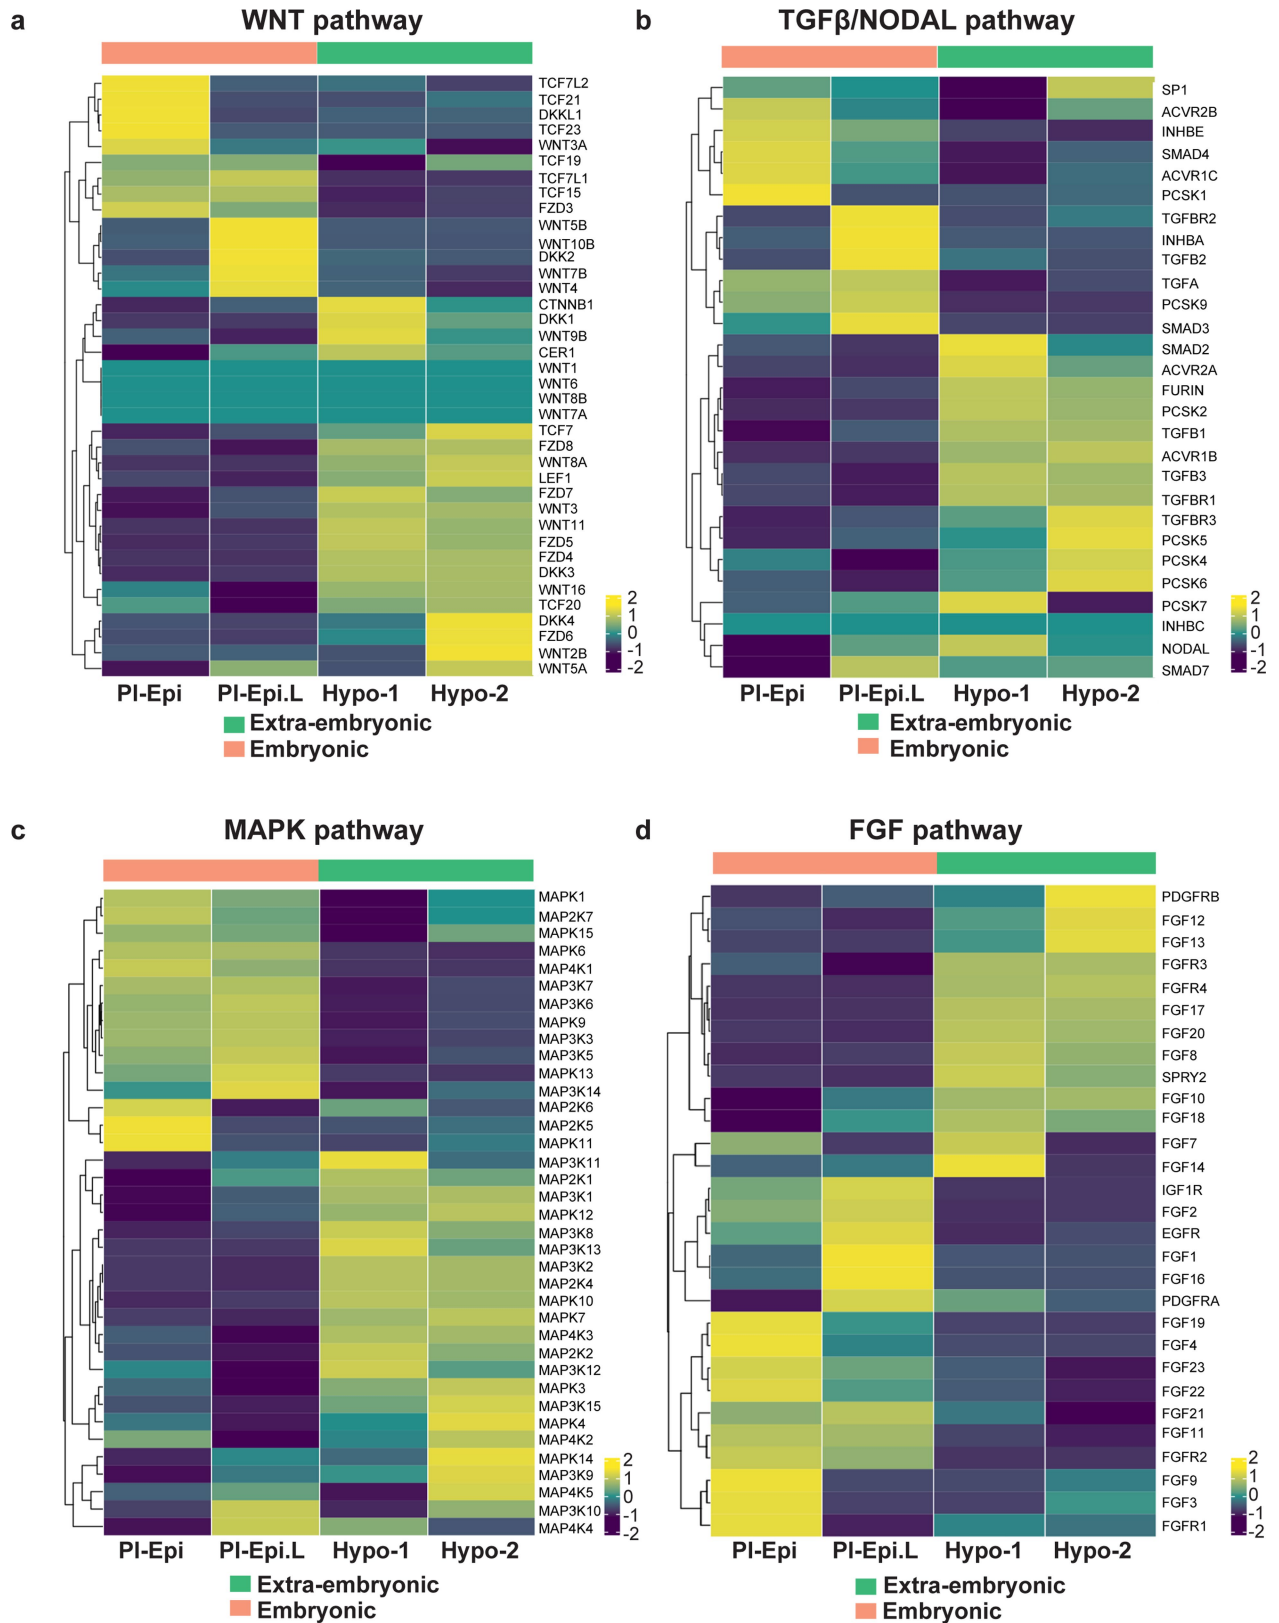 a
WNT pathway
TCF7L2
TCF21
DKKL1
TCF23
WNT3A
TCF19
TCF7L1
TCF15
FZD3
WNT5B
WNT10B
DKK2
WNT7B
WNT4
CTNNB1
DKK1
WNT9B
CER1
WNT1
WNT6
WNT8B
WNT7A
TCF7
FZD8
WNT8A
LEF1
FZD7
WNT3
WNT11
FZD5
FZD4
DKK3
WNT16
TCF20
DKK4
FZD6
WNT2B
WNT5A
2
1
0
-1
-2
PI-Epi PI-Epi.L Hypo-1 Hypo-2
Extra-embryonic
Embryonic
b
TGFβ/NODAL pathway
SP1
ACVR2B
INHBE
SMAD4
ACVR1C
PCSK1
TGFBR2
INHBA
TGFB2
TGFA
PCSK9
SMAD3
SMAD2
ACVR2A
FURIN
PCSK2
TGFB1
ACVR1B
TGFB3
TGFBR1
TGFBR3
PCSK5
PCSK4
PCSK6
PCSK7
INHBC
NODAL
SMAD7
2
1
0
-1
-2
PI-Epi PI-Epi.L Hypo-1 Hypo-2
Extra-embryonic
Embryonic
c
MAPK pathway
MAPK1
MAP2K7
MAPK15
MAPK6
MAP4K1
MAP3K7
MAP3K6
MAPK9
MAP3K3
MAP3K5
MAPK13
MAP3K14
MAP2K6
MAP2K5
MAPK11
MAP3K11
MAP2K1
MAP3K1
MAPK12
MAP3K8
MAP3K13
MAP3K2
MAP2K4
MAPK10
MAPK7
MAP4K3
MAP2K2
MAP3K12
MAPK3
MAP3K15
MAPK4
MAP4K2
MAPK14
MAP3K9
MAP4K5
MAP3K10
MAP4K4
2
1
0
-1
-2
PI-Epi PI-Epi.L Hypo-1 Hypo-2
Extra-embryonic
Embryonic
d
FGF pathway
PDGFRB
FGF12
FGF13
FGFR3
FGFR4
FGF17
FGF20
FGF8
SPRY2
FGF10
FGF18
FGF7
FGF14
IGF1R
FGF2
EGFR
FGF1
FGF16
PDGFRA
FGF19
FGF4
FGF23
FGF22
FGF21
FGF11
FGFR2
FGF9
FGF3
FGFR1
2
1
0
-1
-2
PI-Epi PI-Epi.L Hypo-1 Hypo-2
Extra-embryonic
Embryonic